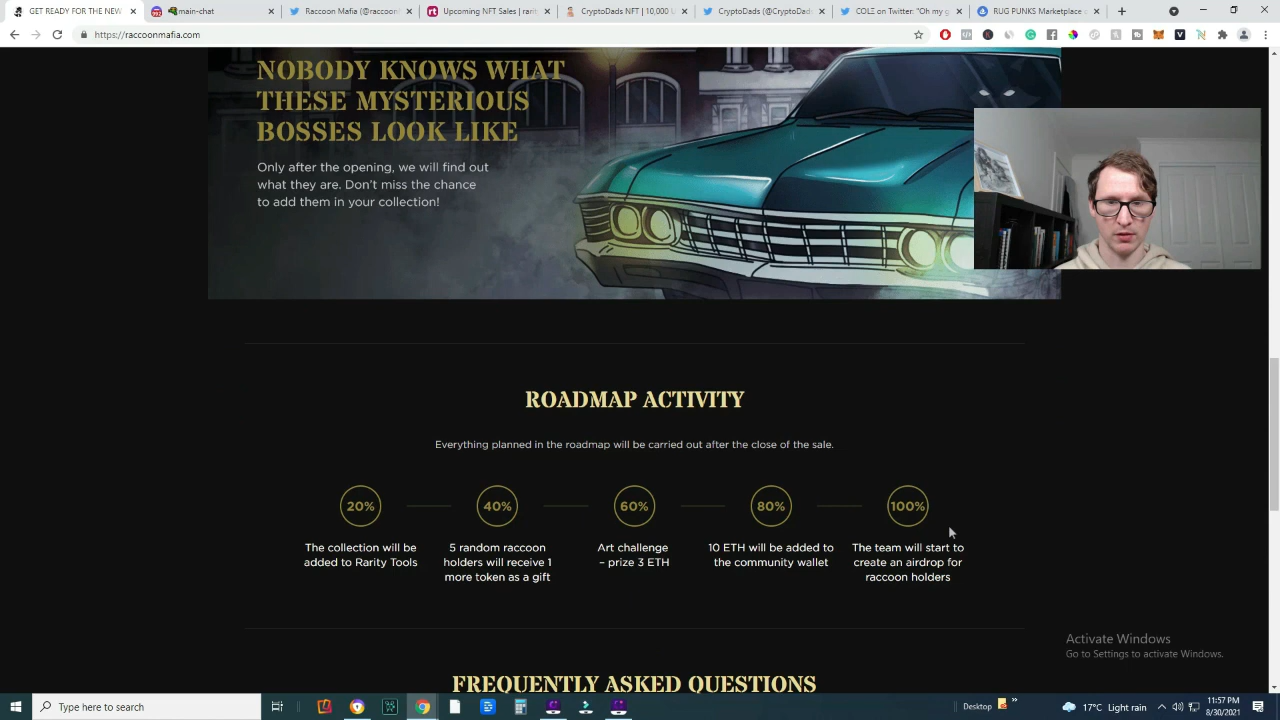 GET READY FOR THE NEW
992
main-chat
Raccoon Mafia (@raccoon
Upcoming NFT Sales | rarit
CryptoDads NFT | 10,000 U
CryptoDads (@CryptoDads
COLE on Twitter: "Oh my g
RUG PUNKS Marketplace
https://raccoonmafia.com
NOBODY KNOWS WHAT
THESE MYSTERIOUS
BOSSES LOOK LIKE
Only after the opening, we will find out
what they are. Don't miss the chance
to add them in your collection!
ROADMAP ACTIVITY
Everything planned in the roadmap will be carried out after the close of the sale.
20%
40%
60%
80%
100%
The collection will be
added to Rarity Tools
5 random raccoon
holders will receive 1
more token as a gift
Art challenge
– prize 3 ETH
10 ETH will be added to
the community wallet
The team will start to
create an airdrop for
raccoon holders
Activate Windows
Go to Settings to activate Windows.
FREQUENTLY ASKED QUESTIONS
Type here to search
Desktop
17°C Light rain
11:57 PM
8/30/2021